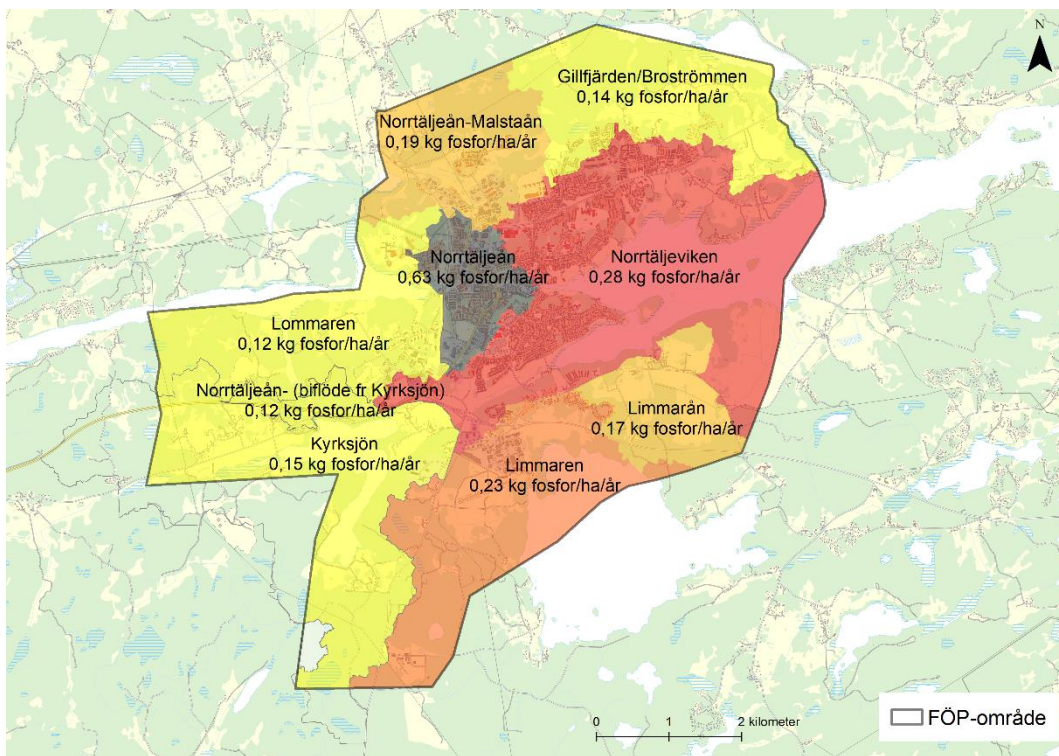 N
Gillfjärden/Broströmmen
0,14 kg fosfor/ha/år
Norrtäljeån-Malstaån
0,19 kg fosfor/ha/år
Norrtäljeån
0,63 kg fosfor/ha/år
Norrtäljeviken
0,28 kg fosfor/ha/år
Lommaren
0,12 kg fosfor/ha/år
Norrtäljeån- (biflöde fr Kyrksjön)
0,12 kg fosfor/ha/år
Limmarån
0,17 kg fosfor/ha/år
Kyrksjön
0,15 kg fosfor/ha/år
Limmaren
0,23 kg fosfor/ha/år
0 1 2 kilometer
FÖP-område